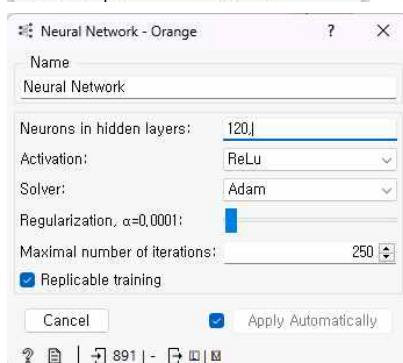 Neural Network - Orange ? ×
Name
Neural Network
Neurons in hidden layers: 120,
Activation: ReLu
Solver: Adam
Regularization, α=0,0001:
Maximal number of iterations: 250
Replicable training
Cancel Apply Automatically
? 891 | -